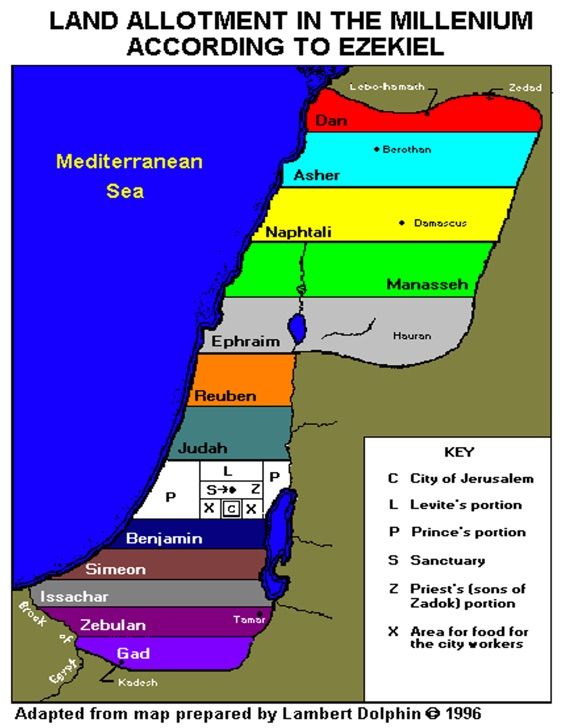 LAND ALLOTMENT IN THE MILLENIUM
ACCORDING TO EZEKIEL
Lebo-hamath
Zedad
Dan
Berothan
Mediterranean
Sea
Asher
Damascus
Naphtali
Manasseh
Ephraim
Hauran
Reuben
Judah
L
P
P
S→• Z
X C X
Benjamin
Simeon
Issachar
Brook of
Egypt
Zebulan
Tamar
Gad
Kadesh
KEY
C City of Jerusalem
L Levite's portion
P Prince's portion
S Sanctuary
Z Priest's (sons of
Zadok) portion
X Area for food for
the city workers
Adapted from map prepared by Lambert Dolphin 1996